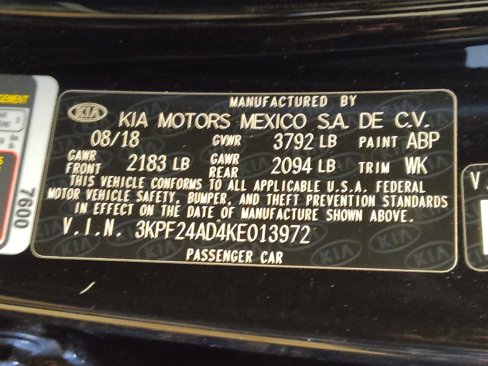 MANUFACTURED BY
KIA KIA MOTORS MEXICO S.A. DE C.V.
08/18 GVWR 3792 LB PAINT ABP
GAWR FRONT 2183 LB GAWR REAR 2094 LB TRIM WK
THIS VEHICLE CONFORMS TO ALL APPLICABLE U.S.A. FEDERAL
MOTOR VEHICLE SAFETY, BUMPER, AND THEFT PREVENTION STANDARDS
IN EFFECT ON THE DATE OF MANUFACTURE SHOWN ABOVE.
V.I.N. 3KPF24AD4KE013972
PASSENGER CAR
7600